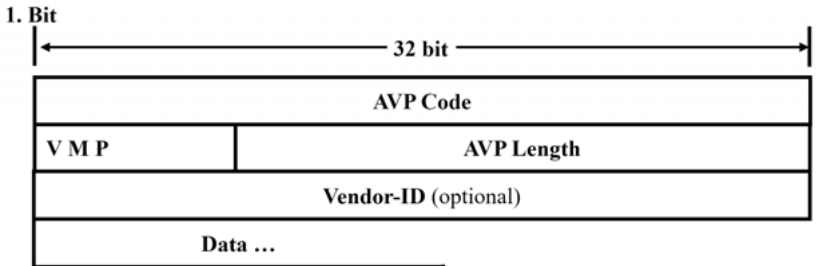 1. Bit
32 bit
AVP Code
V M P AVP Length
Vendor-ID (optional)
Data …